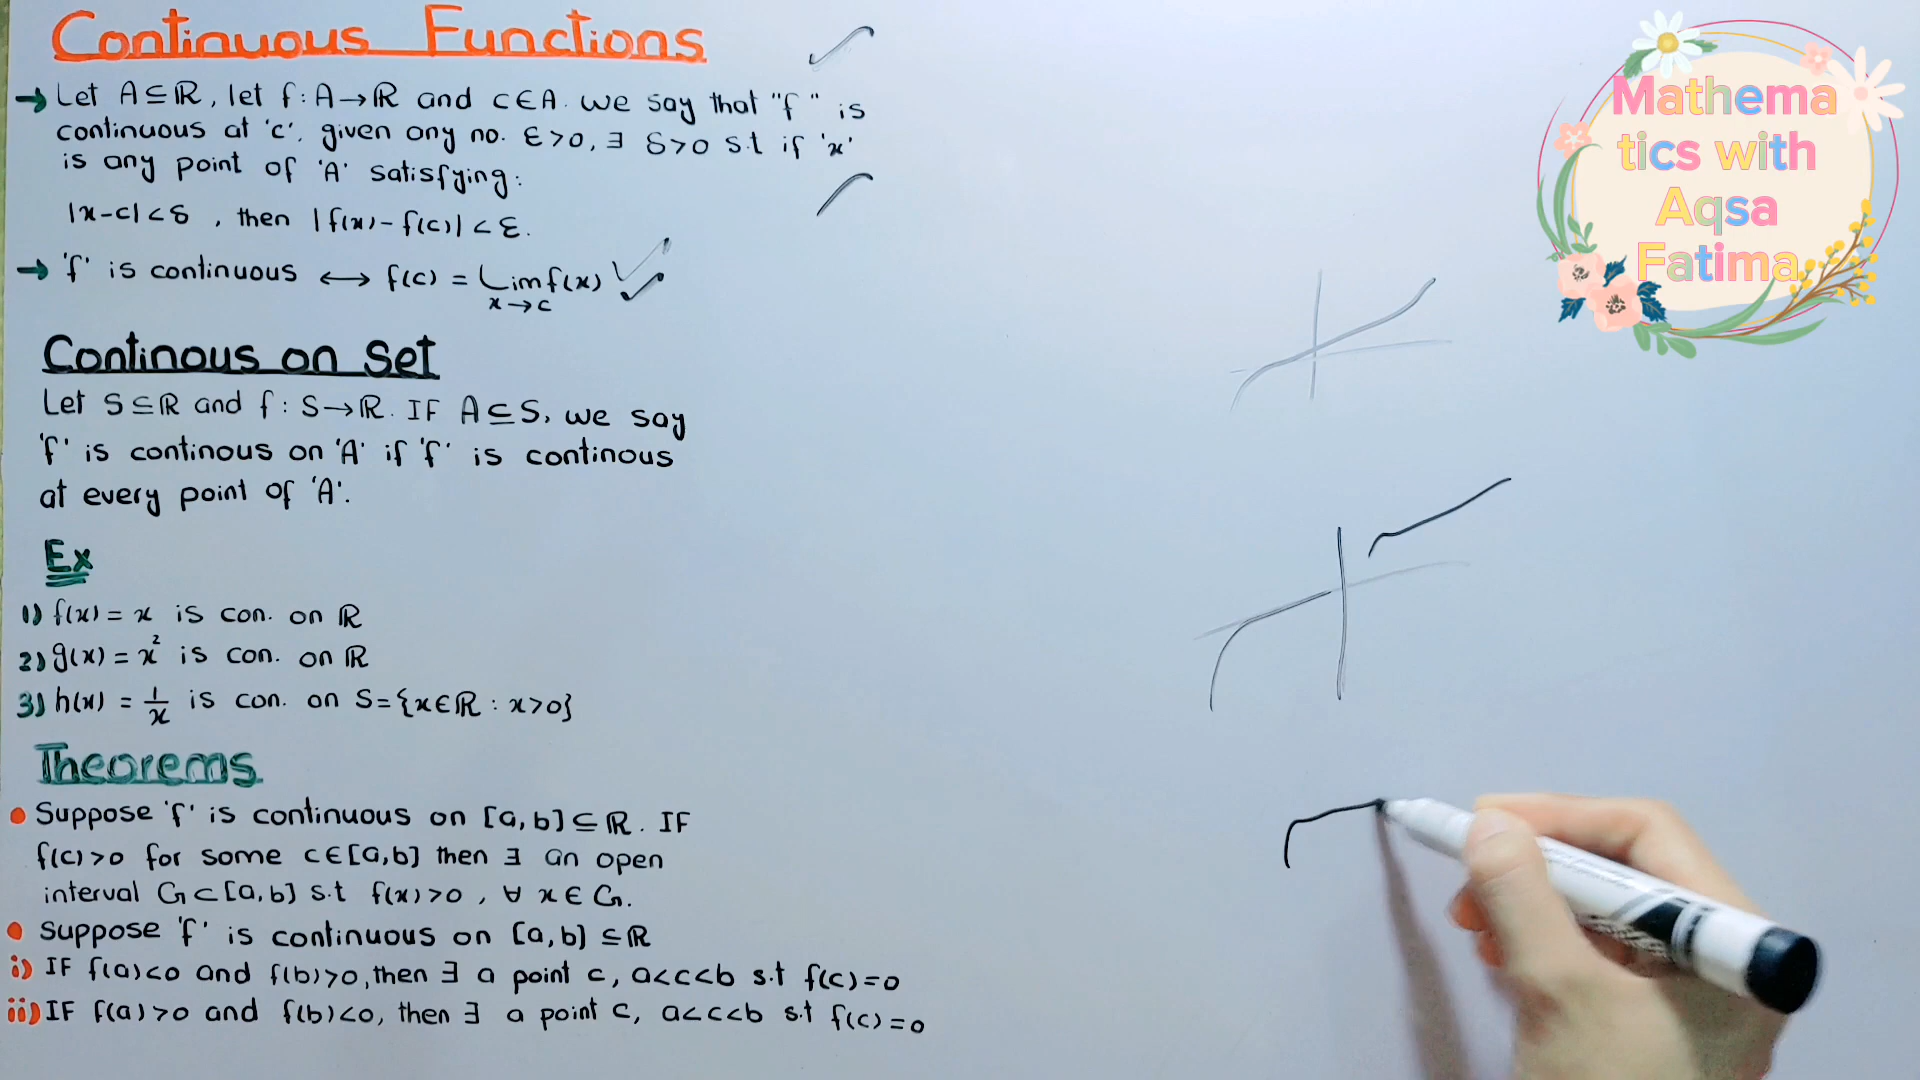 Continuous Functions
→ Let A⊆ℝ, let f:A→ℝ and c∈A. we say that "f" is
continuous at 'c', given any no. ε>0, ∃ δ>0 s.t if 'x'
is any point of 'A' satisfying:
|x-c|<δ , then |f(x)-f(c)|<ε.
→ 'f' is continuous ↔ f(c) = Lim f(x)
x→c
Continous on Set
Let S⊆ℝ and f:S→ℝ. IF A⊆S, we say
'f' is continous on 'A' if 'f' is continous
at every point of 'A'.
Ex
1) f(x) = x is con. on ℝ
2) g(x) = x² is con. on ℝ
3) h(x) = 1/x is con. on S={x∈ℝ : x>0}
Theorems
• Suppose 'f' is continuous on [a,b]⊆ℝ. IF
f(c)>0 for some c∈[a,b] then ∃ an open
interval G⊂[a,b] s.t f(x)>0 , ∀ x∈G.
• Suppose 'f' is continuous on [a,b] ⊆ℝ
i) IF f(a)<0 and f(b)>0, then ∃ a point c, a<c<b s.t f(c)=0
ii) IF f(a)>0 and f(b)<0, then ∃ a point c, a<c<b s.t f(c)=0
Mathema
tics with
Aqsa
Fatima